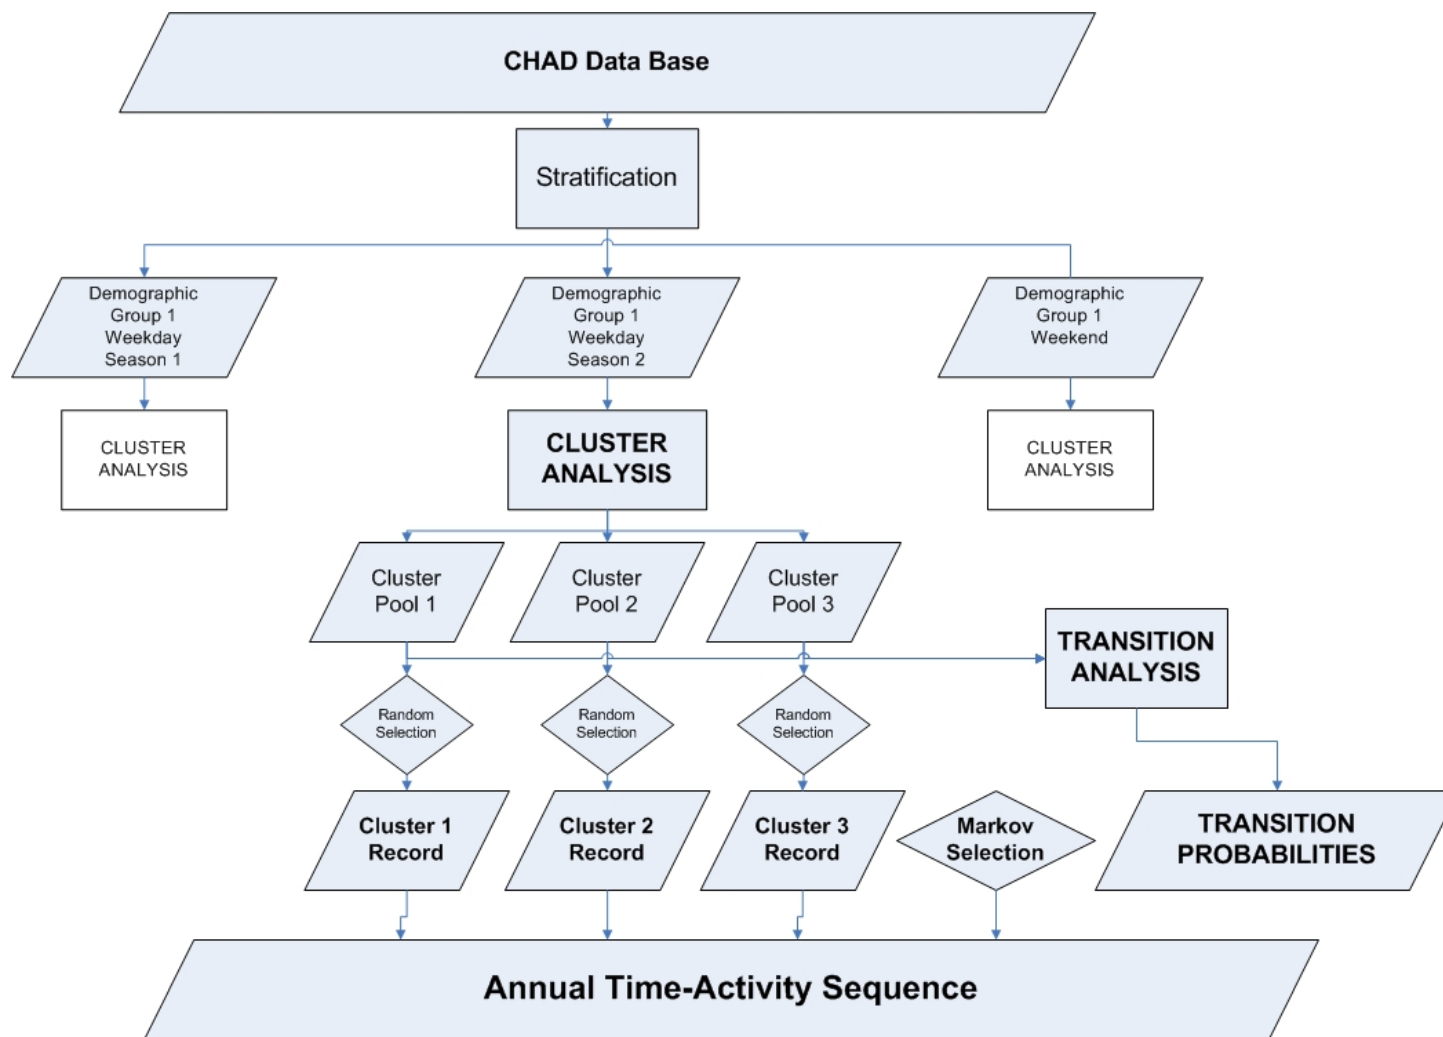 CHAD Data Base
Stratification
Demographic
Group 1
Weekday
Season 1
Demographic
Group 1
Weekday
Season 2
Demographic
Group 1
Weekend
CLUSTER
ANALYSIS
CLUSTER
ANALYSIS
CLUSTER
ANALYSIS
Cluster
Pool 1
Cluster
Pool 2
Cluster
Pool 3
TRANSITION
ANALYSIS
Random
Selection
Random
Selection
Random
Selection
Cluster 1
Record
Cluster 2
Record
Cluster 3
Record
Markov
Selection
TRANSITION
PROBABILITIES
Annual Time-Activity Sequence